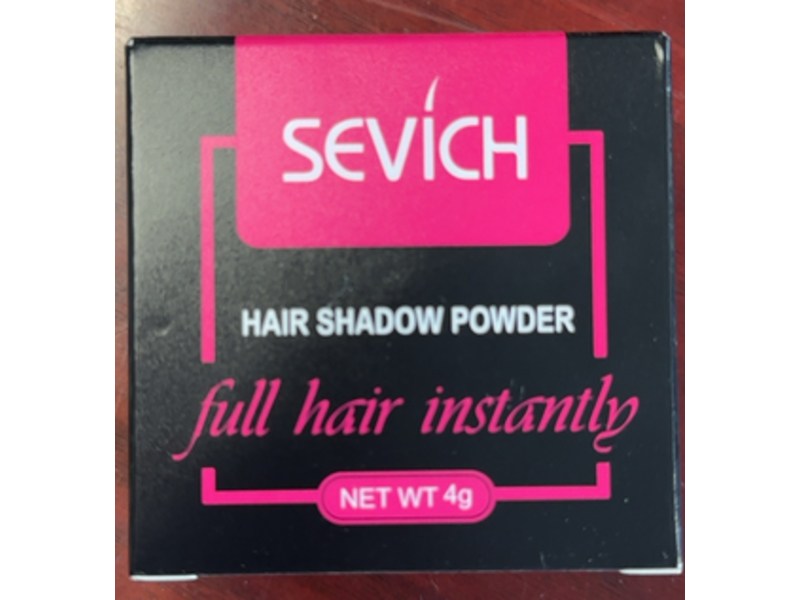 SEVICH
HAIR SHADOW POWDER
full hair instantly
NET WT 4g